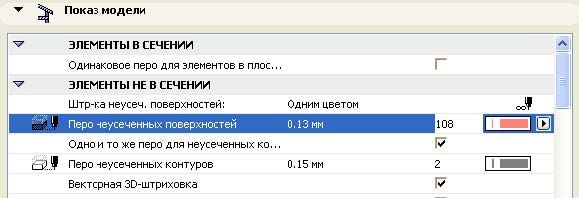 Показ модели
ЭЛЕМЕНТЫ В СЕЧЕНИИ
Одинаковое перо для элементов в плос...
ЭЛЕМЕНТЫ НЕ В СЕЧЕНИИ
Штр-ка неусеч. поверхностей: Одним цветом
Перо неусеченных поверхностей 0.13 мм 108
Одно и то же перо для неусеченных ко...
Перо неусеченных контуров 0.15 мм 2
Векторная 3D-штриховка